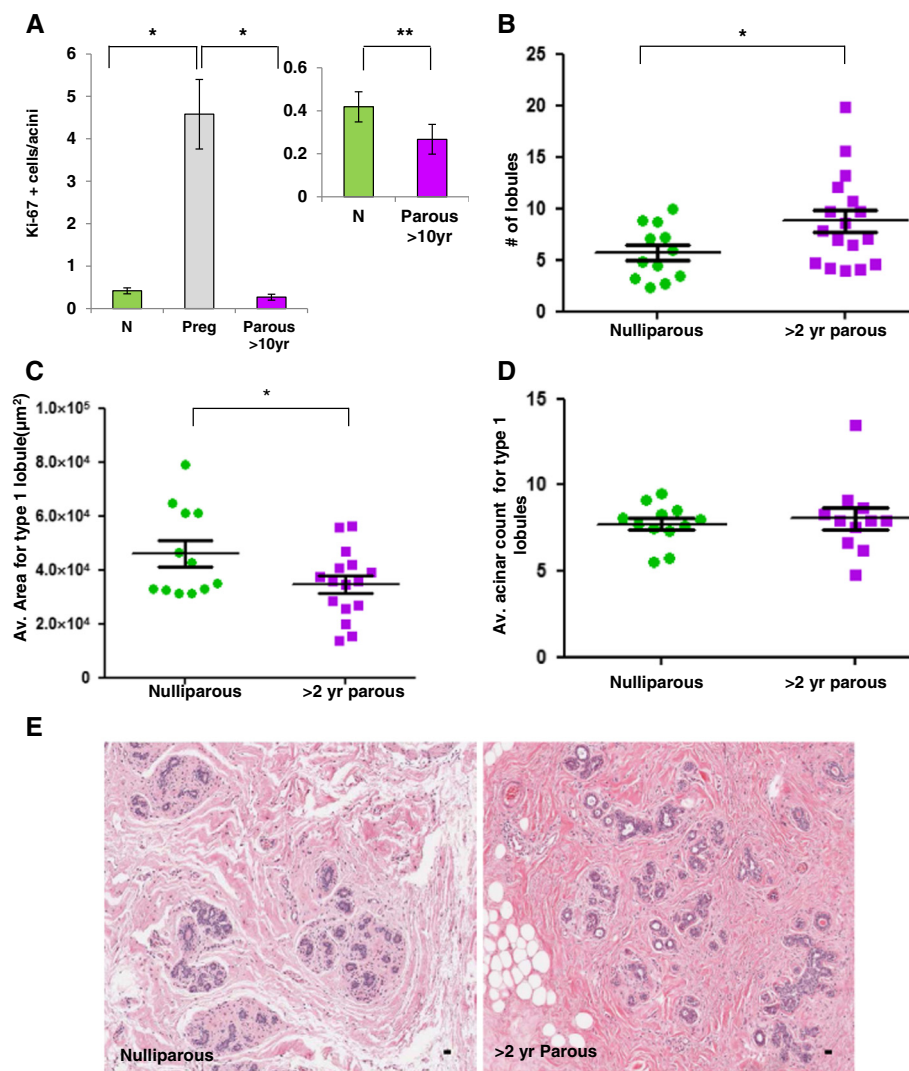 A
*
*
Ki-67 + cells/acini
6
5
4
3
2
1
0
N
Preg
Parous
>10yr
**
0.6
0.4
0.2
0
N
Parous
>10yr
B
*
# of lobules
25
20
15
10
5
0
Nulliparous
>2 yr parous
C
*
Av. Area for type 1 lobule(µm²)
1.0×10⁵
8.0×10⁴
6.0×10⁴
4.0×10⁴
2.0×10⁴
0
Nulliparous
>2 yr parous
D
Av. acinar count for type 1
lobules
15
10
5
0
Nulliparous
>2 yr parous
E
Nulliparous
>2 yr Parous